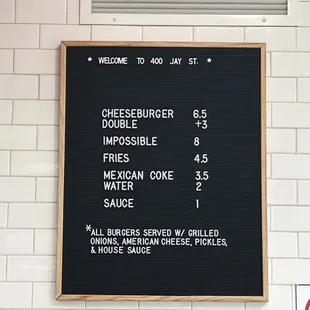 * WELCOME TO 400 JAY ST. *
CHEESEBURGER 6.5
DOUBLE +3
IMPOSSIBLE 8
FRIES 4.5
MEXICAN COKE 3.5
WATER 2
SAUCE 1
*ALL BURGERS SERVED W/ GRILLED
ONIONS, AMERICAN CHEESE, PICKLES,
& HOUSE SAUCE